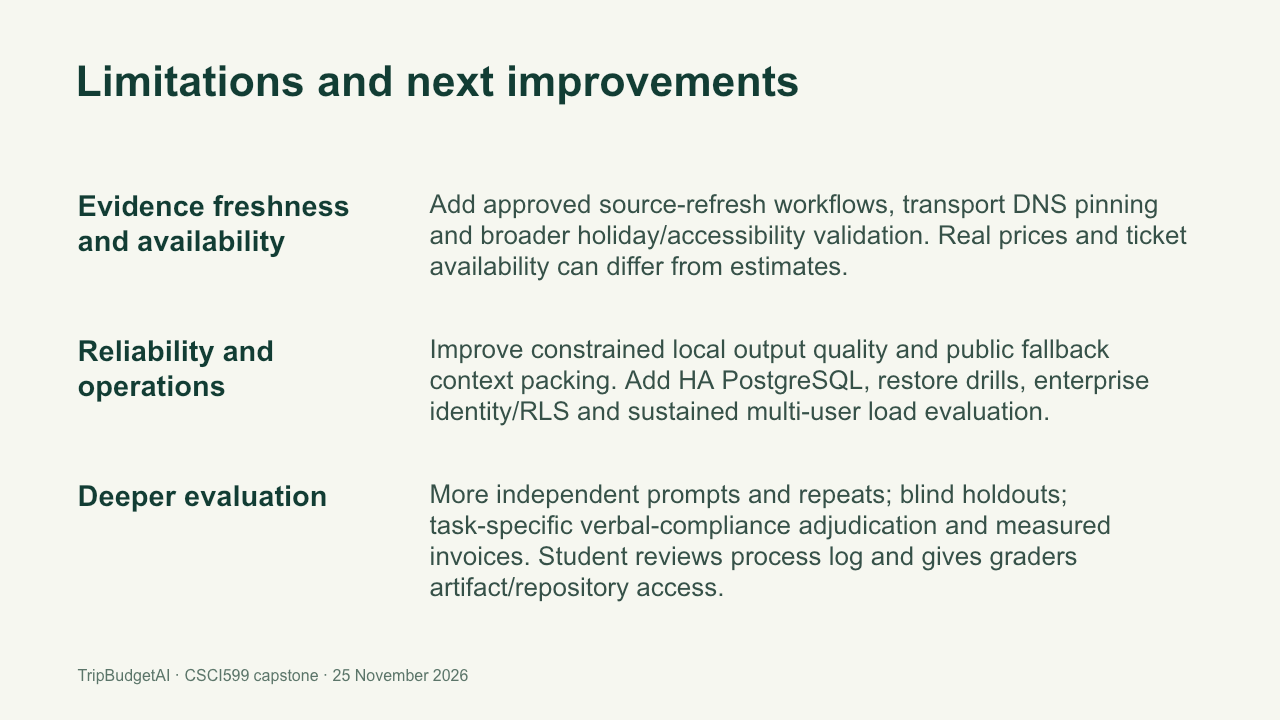 Limitations and next improvements
Evidence freshness
and availability
Add approved source-refresh workflows, transport DNS pinning
and broader holiday/accessibility validation. Real prices and ticket
availability can differ from estimates.
Reliability and
operations
Improve constrained local output quality and public fallback
context packing. Add HA PostgreSQL, restore drills, enterprise
identity/RLS and sustained multi-user load evaluation.
Deeper evaluation
More independent prompts and repeats; blind holdouts;
task-specific verbal-compliance adjudication and measured
invoices. Student reviews process log and gives graders
artifact/repository access.
TripBudgetAI · CSCI599 capstone · 25 November 2026